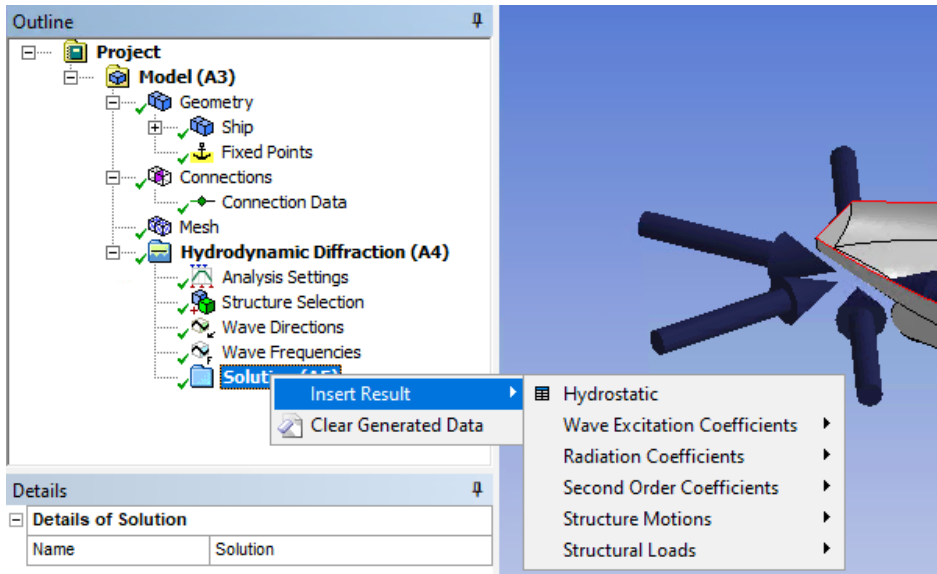 Outline
Project
Model (A3)
Geometry
Ship
Fixed Points
Connections
Connection Data
Mesh
Hydrodynamic Diffraction (A4)
Analysis Settings
Structure Selection
Wave Directions
Wave Frequencies
Solution (A5)
Insert Result
Clear Generated Data
Hydrostatic
Wave Excitation Coefficients
Radiation Coefficients
Second Order Coefficients
Structure Motions
Structural Loads
Details
Details of Solution
Name Solution